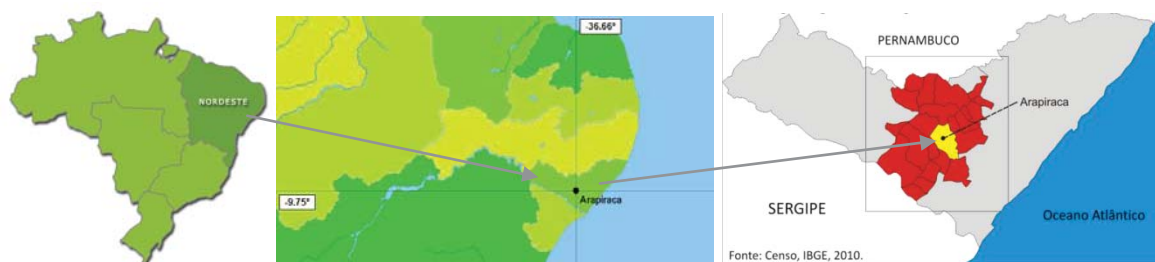 NORDESTE
-36.66°
-9.75°
Arapiraca
PERNAMBUCO
Arapiraca
SERGIPE
Oceano Atlântico
Fonte: Censo, IBGE, 2010.